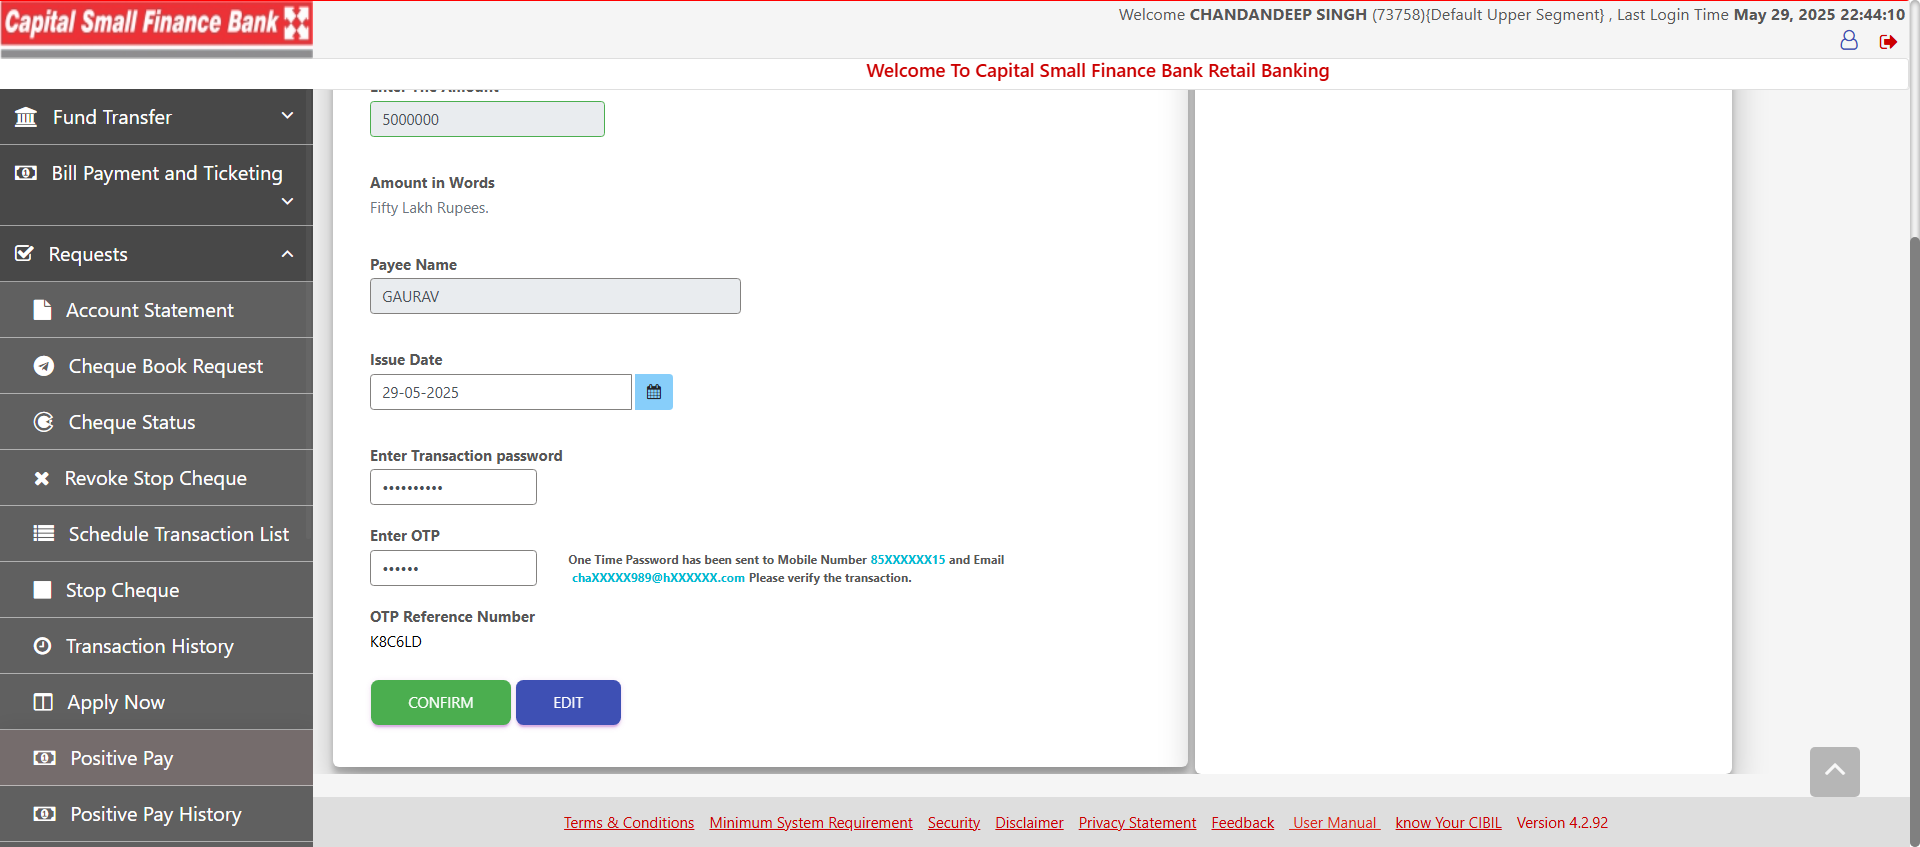 Capital Small Finance Bank
Welcome CHANDANDEEP SINGH (73758){Default Upper Segment} , Last Login Time May 29, 2025 22:44:10
Welcome To Capital Small Finance Bank Retail Banking
Fund Transfer
Bill Payment and Ticketing
Requests
Account Statement
Cheque Book Request
Cheque Status
Revoke Stop Cheque
Schedule Transaction List
Stop Cheque
Transaction History
Apply Now
Positive Pay
Positive Pay History
Enter The Amount
5000000
Amount in Words
Fifty Lakh Rupees.
Payee Name
GAURAV
Issue Date
29-05-2025
Enter Transaction password
••••••••••
Enter OTP
••••••
One Time Password has been sent to Mobile Number 85XXXXXX15 and Email
chaXXXXX989@hXXXXXX.com Please verify the transaction.
OTP Reference Number
K8C6LD
CONFIRM EDIT
Terms & Conditions Minimum System Requirement Security Disclaimer Privacy Statement Feedback User Manual know Your CIBIL Version 4.2.92